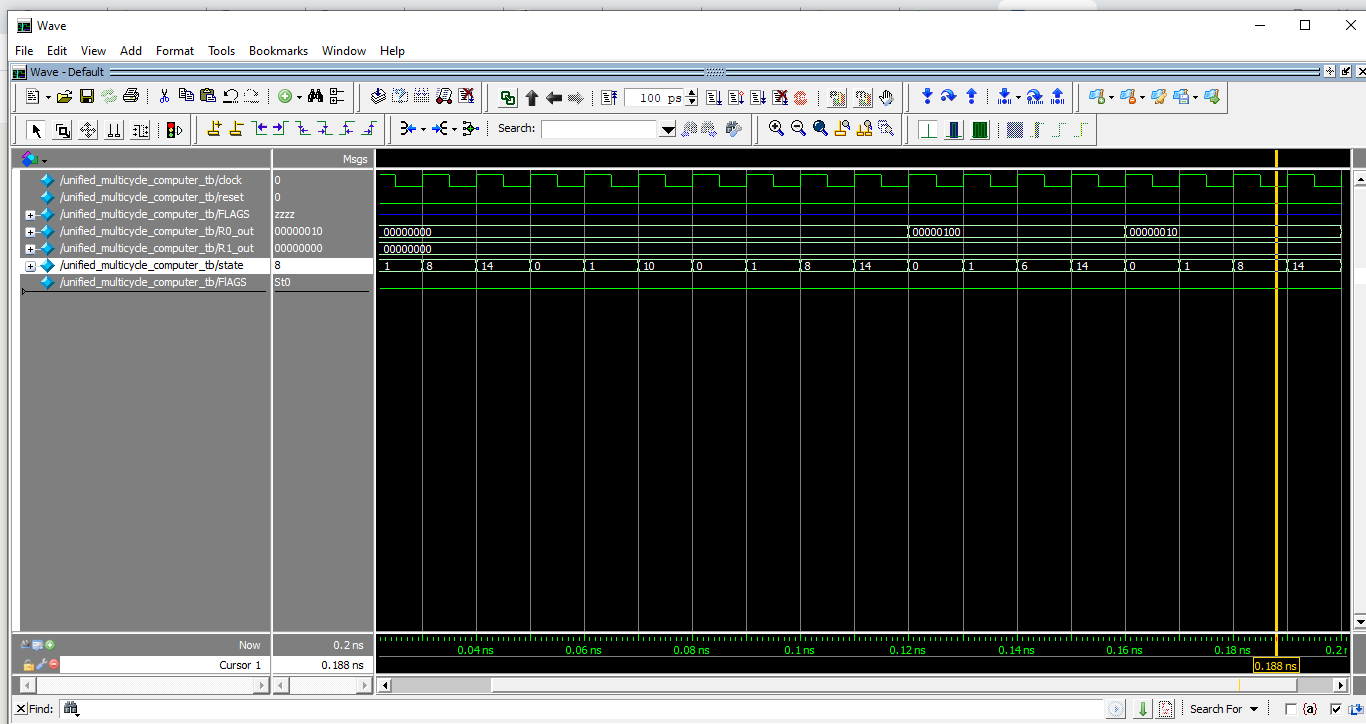 Wave
File Edit View Add Format Tools Bookmarks Window Help
Wave - Default
100 ps
Search:
Msgs
/unified_multicycle_computer_tb/clock 0
/unified_multicycle_computer_tb/reset 0
/unified_multicycle_computer_tb/FLAGS zzzz
/unified_multicycle_computer_tb/R0_out 00000010 00000000 00000100 00000010
/unified_multicycle_computer_tb/R1_out 00000000 00000000
/unified_multicycle_computer_tb/state 8 1 8 14 0 1 10 0 1 8 14 0 1 6 14 0 1 8 14
/unified_multicycle_computer_tb/FlAGS St0
Now 0.2 ns 0.04 ns 0.06 ns 0.08 ns 0.1 ns 0.12 ns 0.14 ns 0.16 ns 0.18 ns 0.2 
Cursor 1 0.188 ns 0.188 ns
Find: Search For {a}